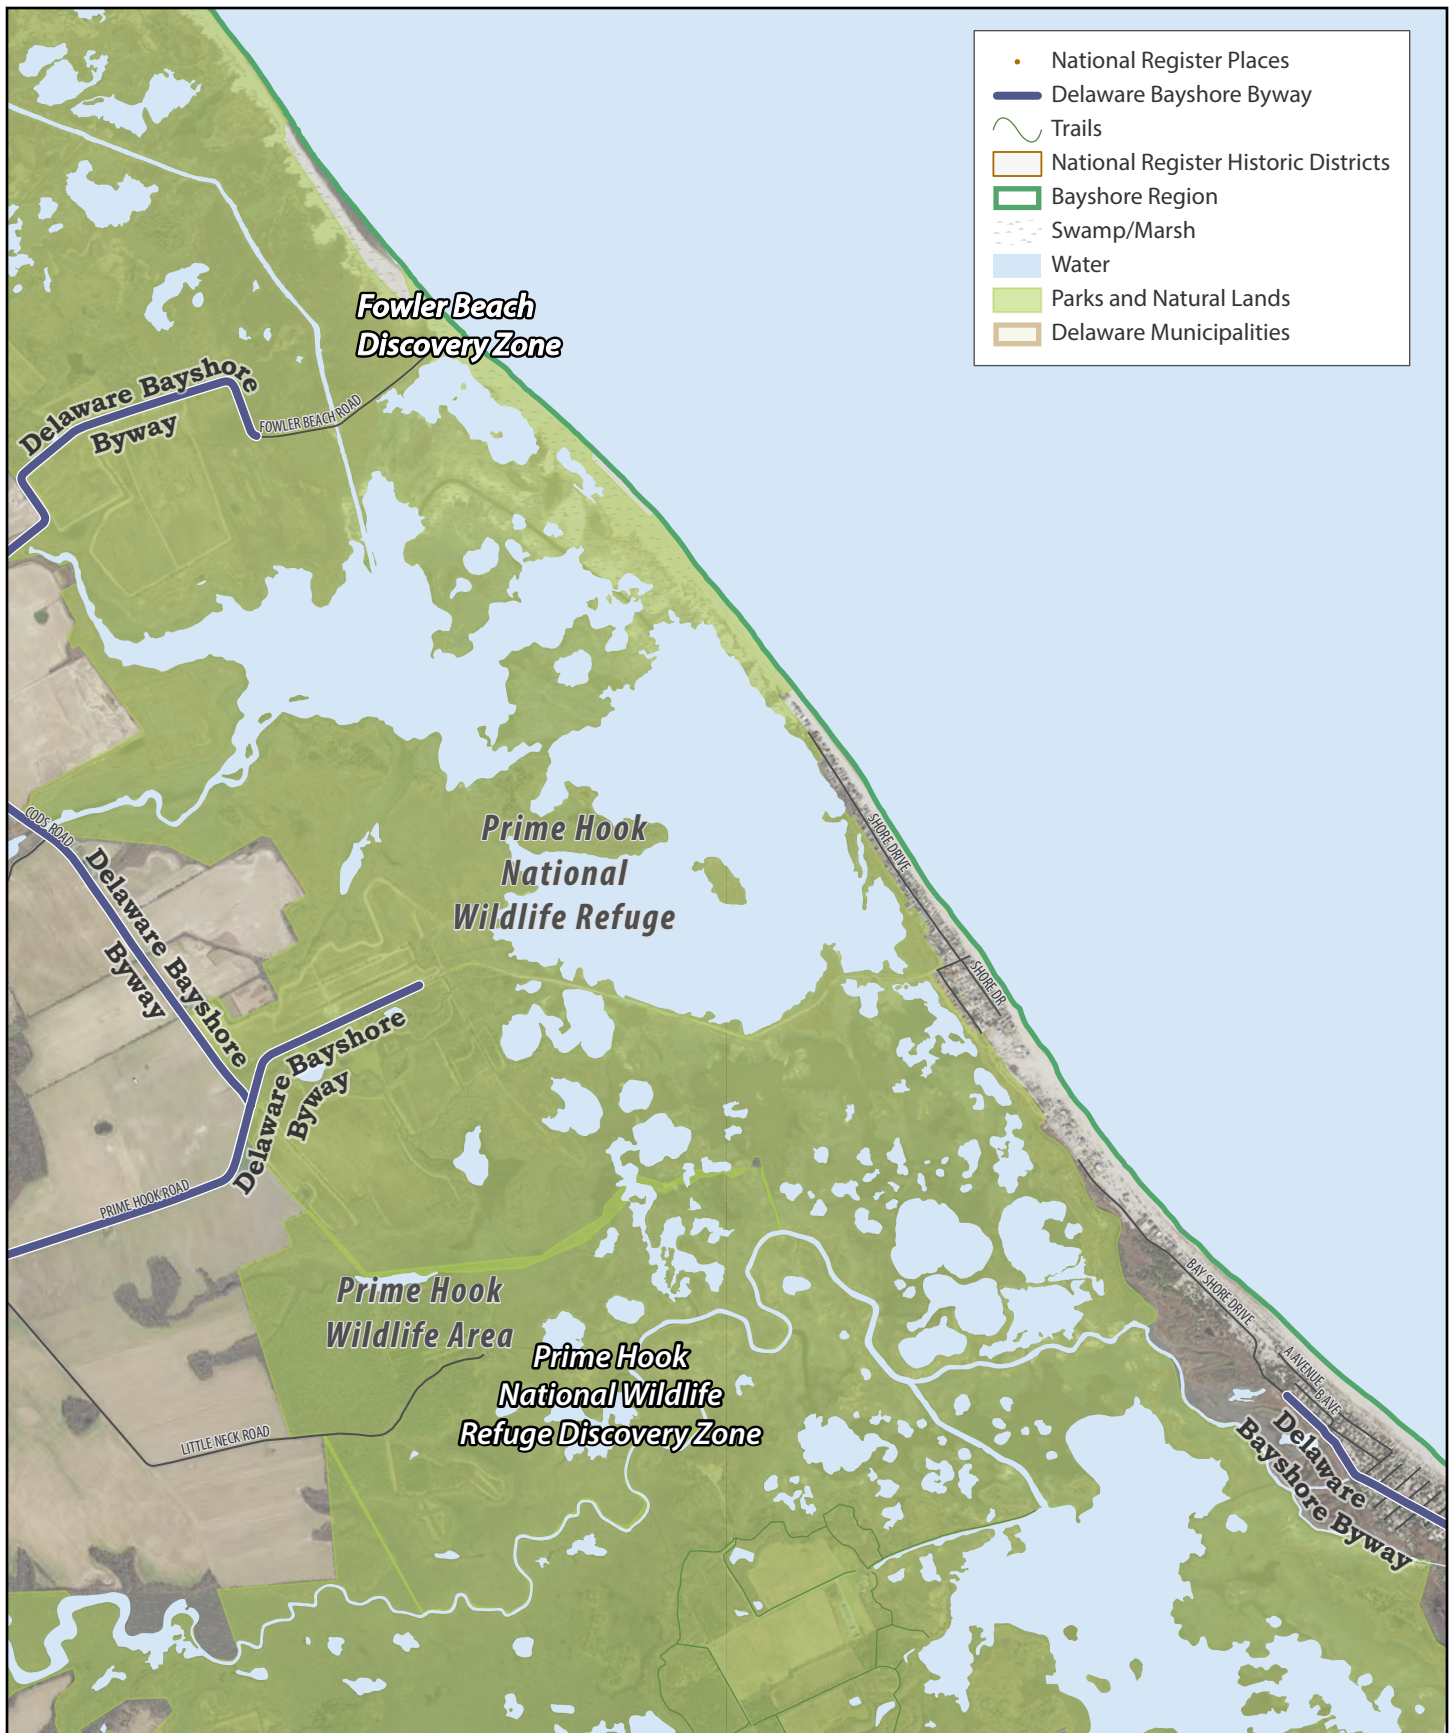 National Register Places
Delaware Bayshore Byway
Trails
National Register Historic Districts
Bayshore Region
Swamp/Marsh
Water
Parks and Natural Lands
Delaware Municipalities
Fowler Beach
Discovery Zone
Delaware Bayshore
Byway
FOWLER BEACH ROAD
CODS ROAD
Delaware Bayshore
Byway
Prime Hook
National
Wildlife Refuge
SHORE DRIVE
SHORE DR
Delaware Bayshore
Byway
PRIME HOOK ROAD
Prime Hook
Wildlife Area
BAY SHORE DRIVE
A AVENUE
B AVE
Prime Hook
National Wildlife
Refuge Discovery Zone
LITTLE NECK ROAD
Delaware
Bayshore Byway